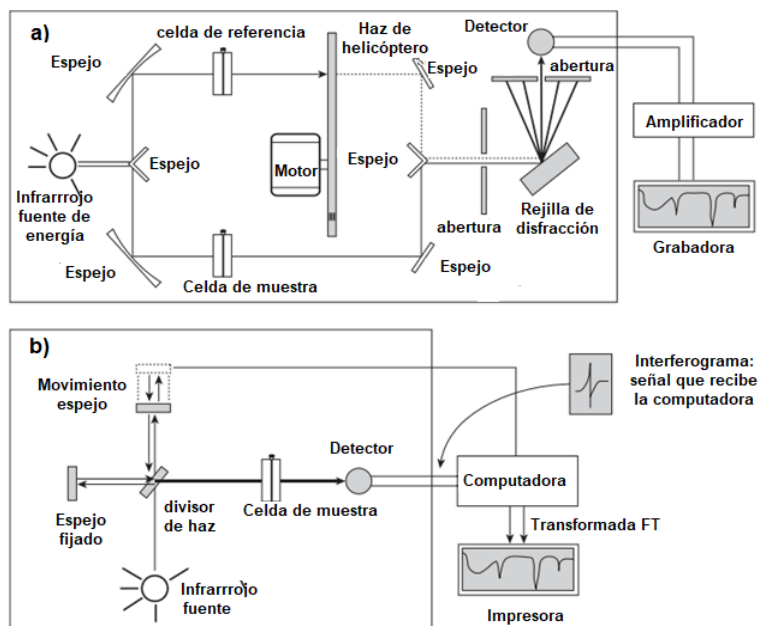 a)
celda de referencia
Haz de
helicóptero
Detector
Espejo
Espejo
abertura
Espejo
Espejo
Motor
Amplificador
Infrarrrojo
fuente de
energía
abertura
Rejilla de
disfracción
Grabadora
Espejo
Celda de muestra
Espejo
b)
Movimiento
espejo
Interferograma:
señal que recibe
la computadora
Detector
Computadora
Espejo
fijado
divisor
de haz
Celda de muestra
Transformada FT
Infrarrrojo
fuente
Impresora